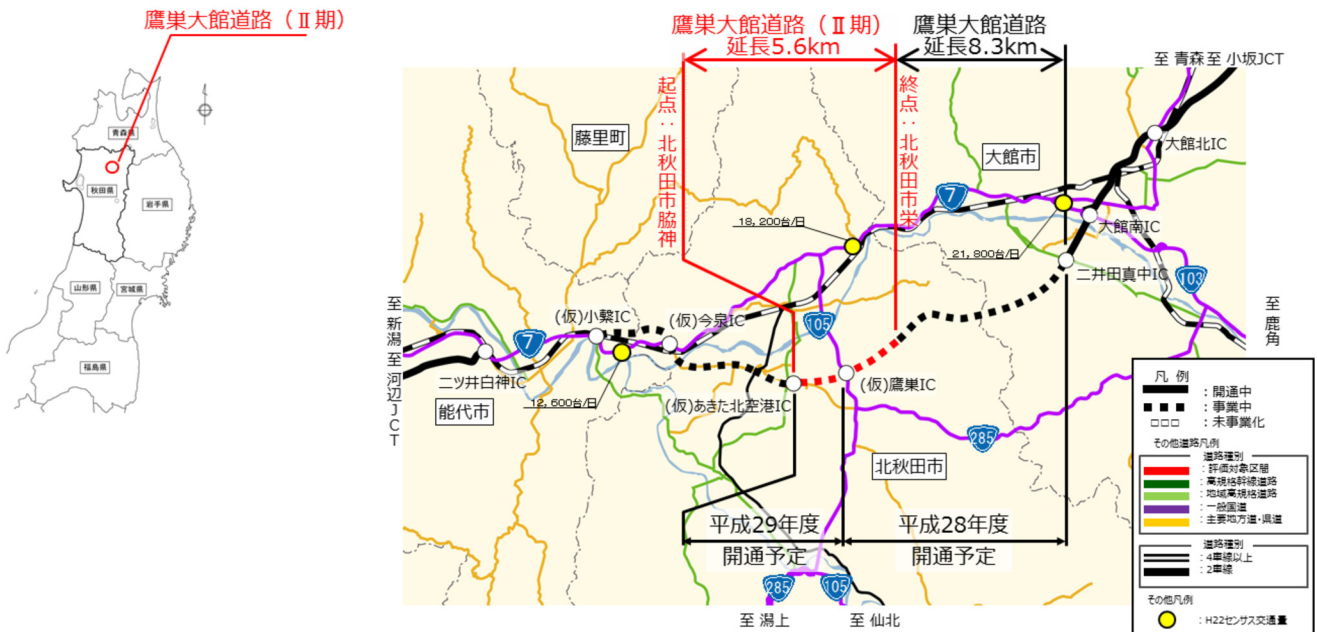 鷹巣大館道路（Ⅱ期）
青森県
秋田県
岩手県
山形県
宮城県
福島県
鷹巣大館道路（Ⅱ期）
延長5.6km
鷹巣大館道路
延長8.3km
起点：北秋田市脇神
終点：北秋田市栄
至 青森
至 小坂JCT
藤里町
大館市
大館北IC
7
18,200台/日
21,800台/日
大館南IC
二井田真中IC
103
至 新潟
至 河辺JCT
至 鹿角
(仮)小繋IC
(仮)今泉IC
105
7
二ツ井白神IC
12,600台/日
能代市
(仮)あきた北空港IC
(仮)鷹巣IC
285
北秋田市
平成29年度
開通予定
平成28年度
開通予定
285
105
至 潟上
至 仙北
凡 例
：開通中
：事業中
□□□ ：未事業化
その他道路凡例
道路種別
：評価対象区間
：高規格幹線道路
：地域高規格道路
：一般国道
：主要地方道・県道
道路種別
：4車線以上
：2車線
その他凡例
：H22センサス交通量